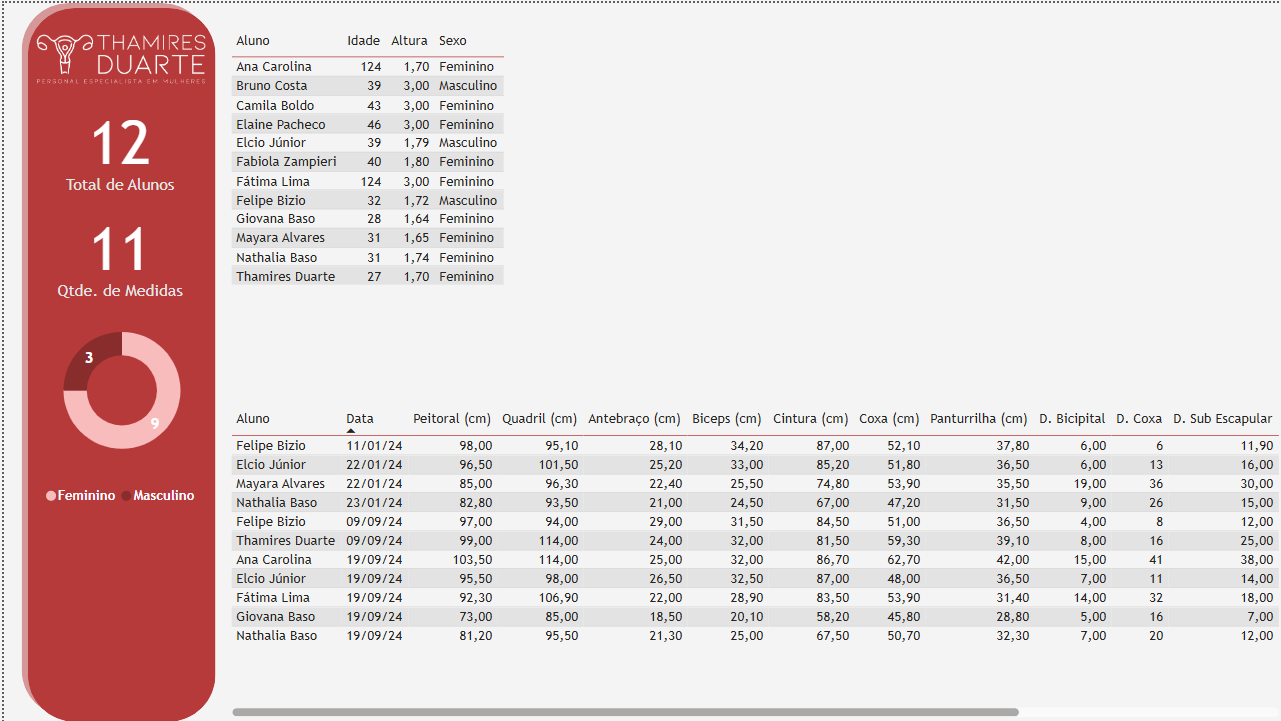 THAMIRES
DUARTE
PERSONAL ESPECIALISTA EM MULHERES
12
Total de Alunos
11
Qtde. de Medidas
3
9
Feminino Masculino
Aluno Idade Altura Sexo
Ana Carolina 124 1,70 Feminino
Bruno Costa 39 3,00 Masculino
Camila Boldo 43 3,00 Feminino
Elaine Pacheco 46 3,00 Feminino
Elcio Júnior 39 1,79 Masculino
Fabiola Zampieri 40 1,80 Feminino
Fátima Lima 124 3,00 Feminino
Felipe Bizio 32 1,72 Masculino
Giovana Baso 28 1,64 Feminino
Mayara Alvares 31 1,65 Feminino
Nathalia Baso 31 1,74 Feminino
Thamires Duarte 27 1,70 Feminino
Aluno Data Peitoral (cm) Quadril (cm) Antebraço (cm) Biceps (cm) Cintura (cm) Coxa (cm) Panturrilha (cm) D. Bicipital D. Coxa D. Sub Escapular
Felipe Bizio 11/01/24 98,00 95,10 28,10 34,20 87,00 52,10 37,80 6,00 6 11,90
Elcio Júnior 22/01/24 96,50 101,50 25,20 33,00 85,20 51,80 36,50 6,00 13 16,00
Mayara Alvares 22/01/24 85,00 96,30 22,40 25,50 74,80 53,90 35,50 19,00 36 30,00
Nathalia Baso 23/01/24 82,80 93,50 21,00 24,50 67,00 47,20 31,50 9,00 26 15,00
Felipe Bizio 09/09/24 97,00 94,00 29,00 31,50 84,50 51,00 36,50 4,00 8 12,00
Thamires Duarte 09/09/24 99,00 114,00 24,00 32,00 81,50 59,30 39,10 8,00 16 25,00
Ana Carolina 19/09/24 103,50 114,00 25,00 32,00 86,70 62,70 42,00 15,00 41 38,00
Elcio Júnior 19/09/24 95,50 98,00 26,50 32,50 87,00 48,00 36,50 7,00 11 14,00
Fátima Lima 19/09/24 92,30 106,90 22,00 28,90 83,50 53,90 31,40 14,00 32 18,00
Giovana Baso 19/09/24 73,00 85,00 18,50 20,10 58,20 45,80 28,80 5,00 16 7,00
Nathalia Baso 19/09/24 81,20 95,50 21,30 25,00 67,50 50,70 32,30 7,00 20 12,00